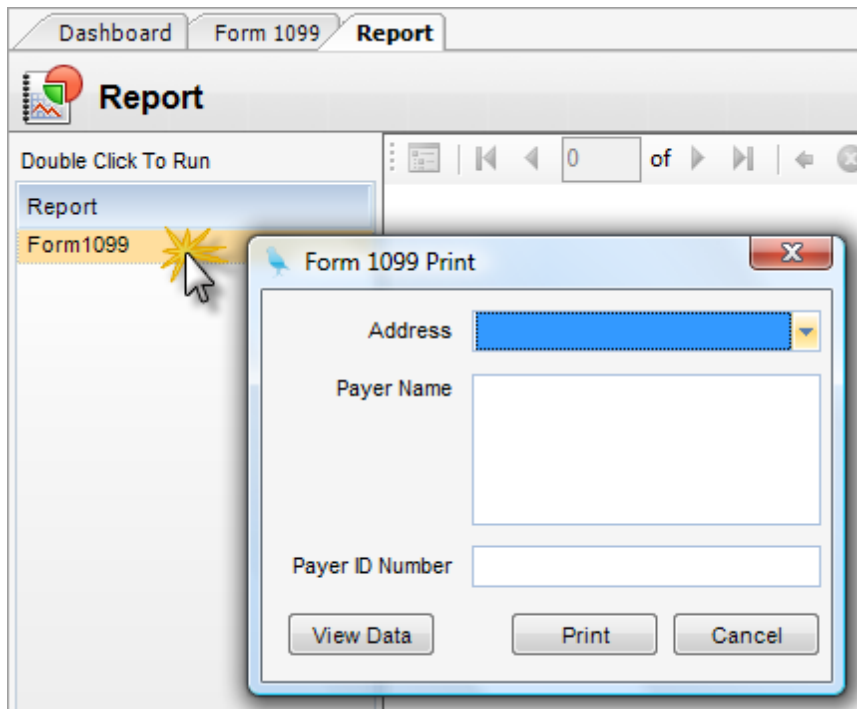 Dashboard Form 1099 Report
Report
Double Click To Run
0 of
Report
Form1099
Form 1099 Print
Address
Payer Name
Payer ID Number
View Data Print Cancel